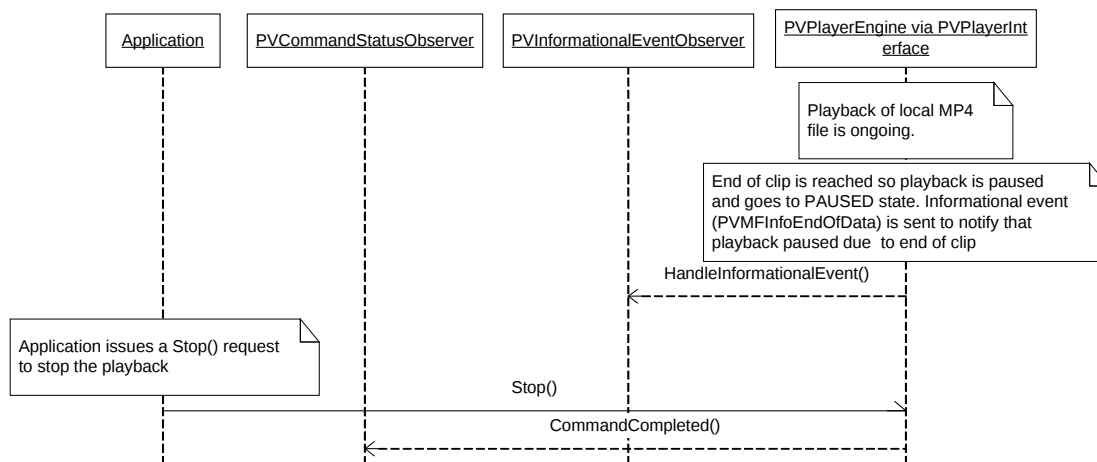 Application
PVCommandStatusObserver
PVInformationalEventObserver
PVPlayerEngine via PVPlayerInt
erface
Playback of local MP4
file is ongoing.
End of clip is reached so playback is paused
and goes to PAUSED state. Informational event
(PVMFInfoEndOfData) is sent to notify that
playback paused due to end of clip
HandleInformationalEvent()
Application issues a Stop() request
to stop the playback
Stop()
CommandCompleted()